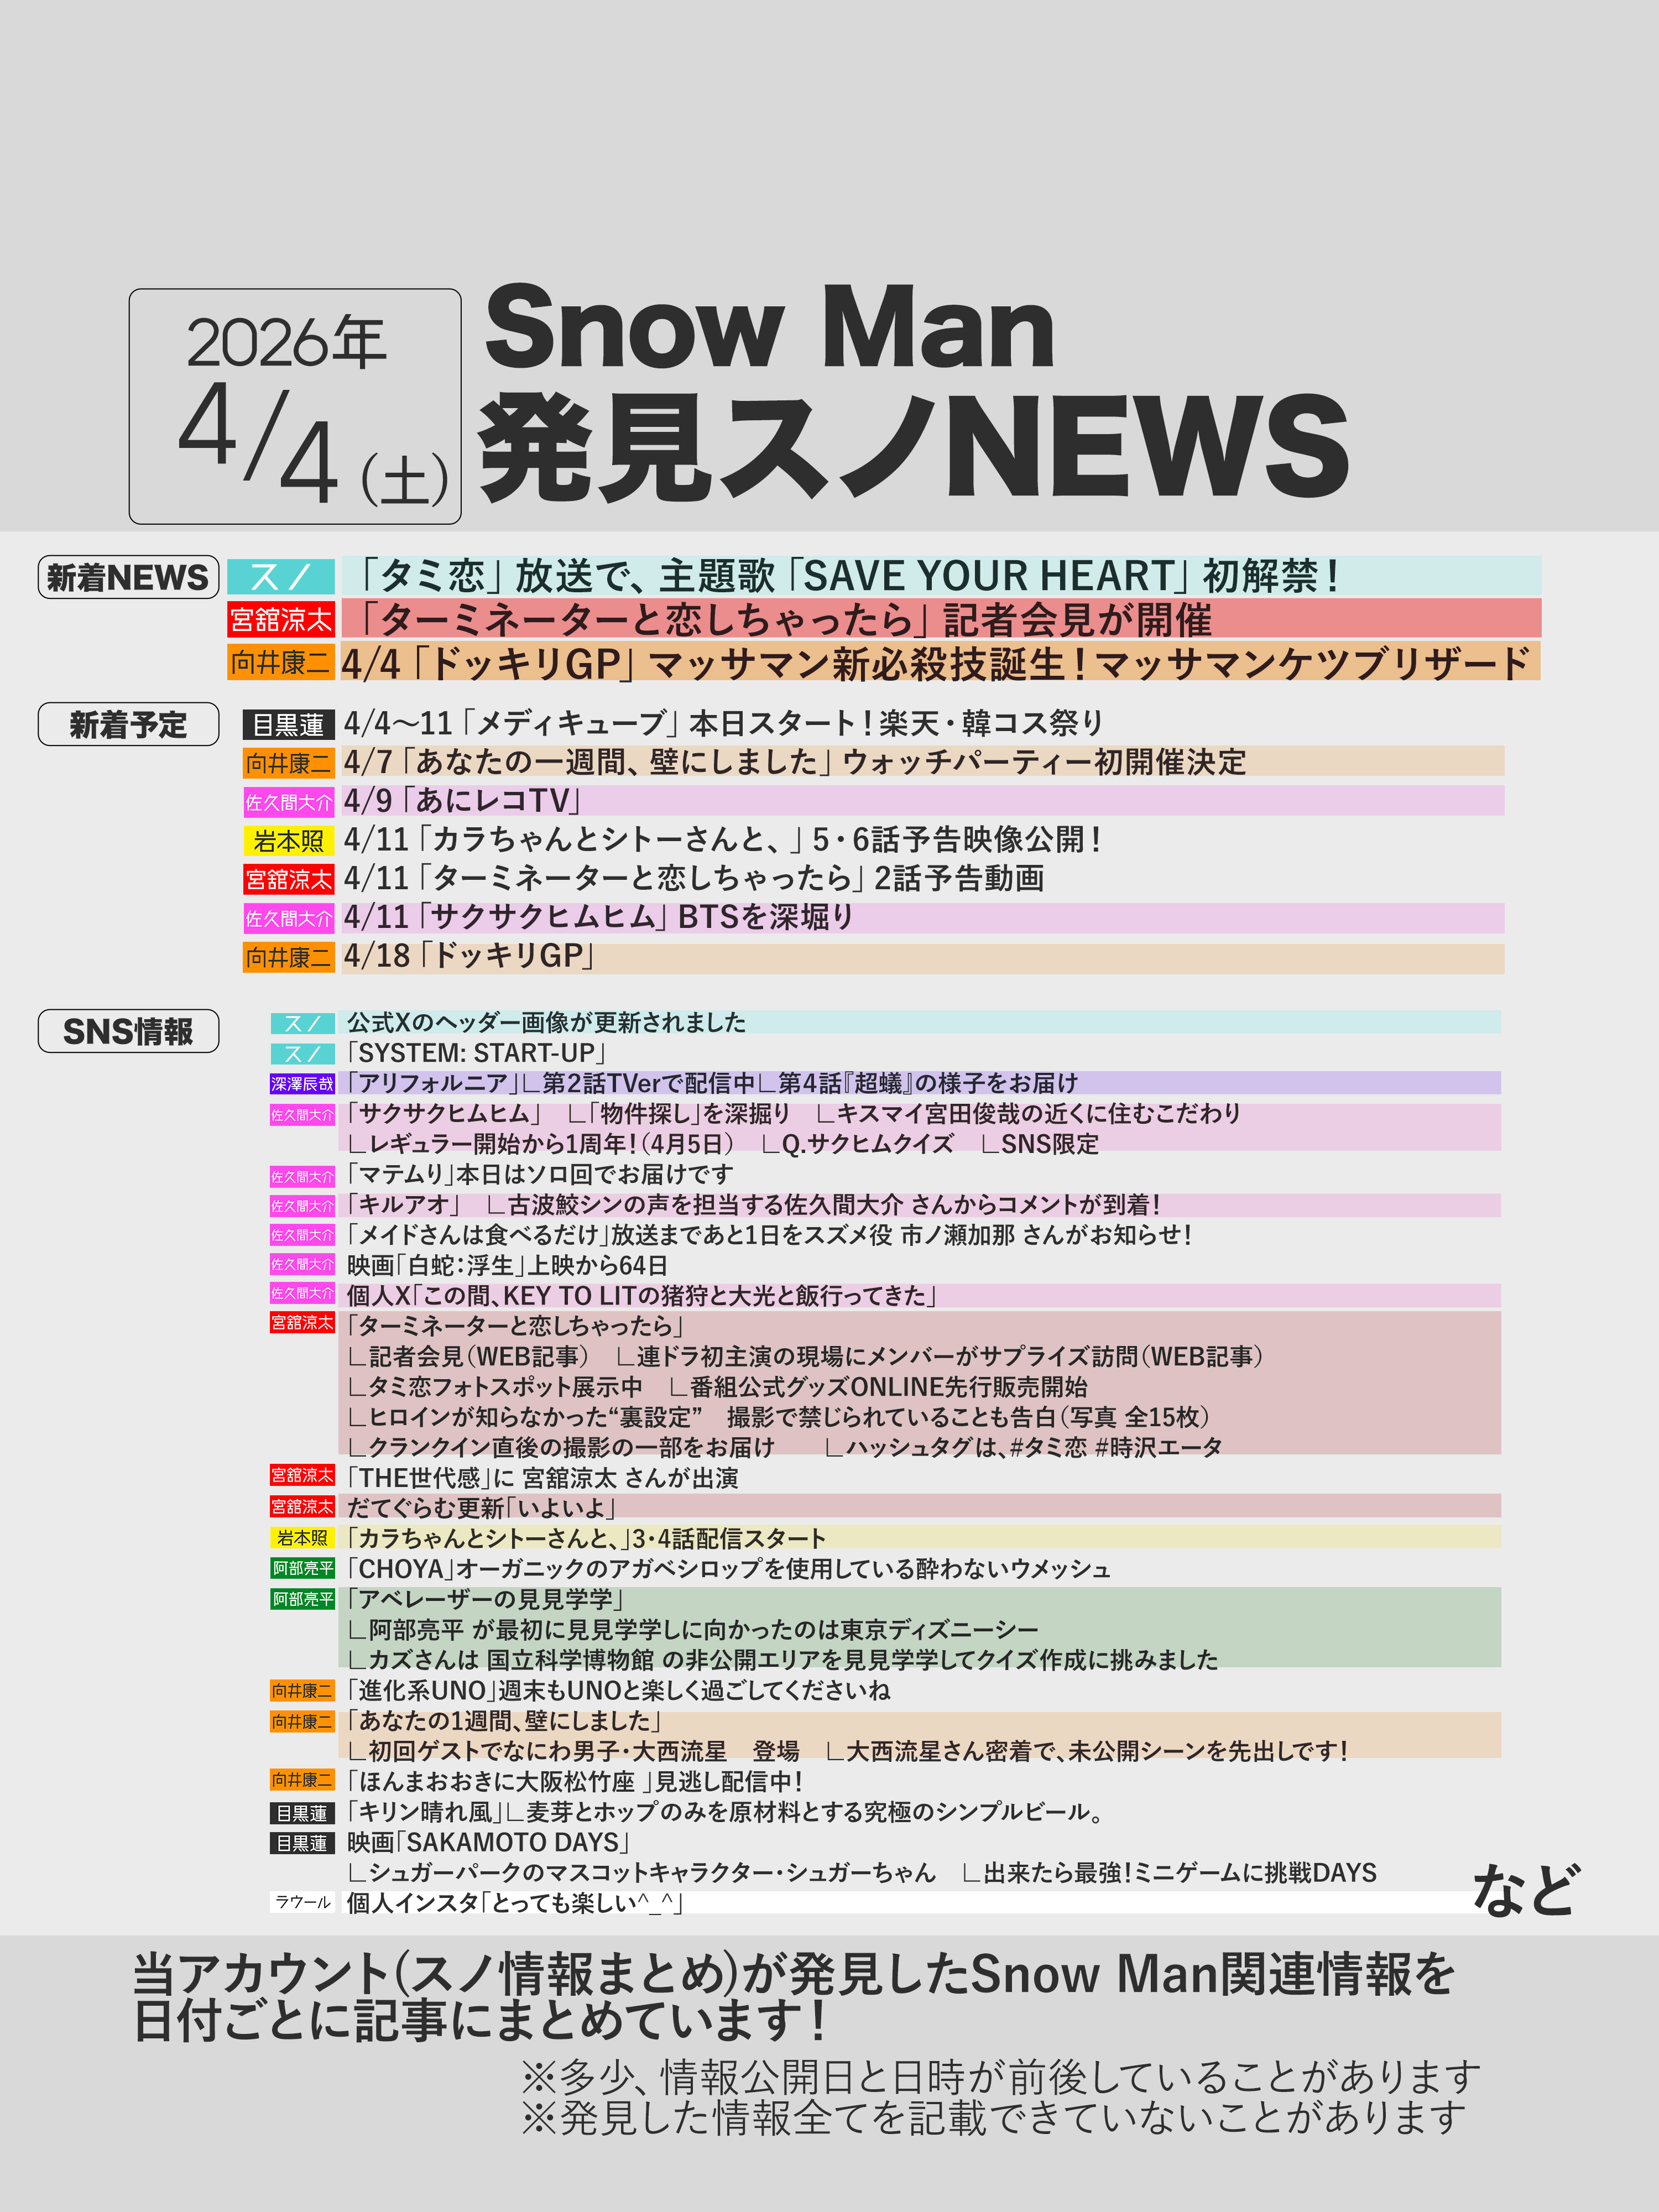 2026年
4/4（土）
Snow Man
発見スノNEWS
新着NEWS
スノ 「タミ恋」放送で、主題歌「SAVE YOUR HEART」初解禁！
宮舘涼太 「ターミネーターと恋しちゃったら」記者会見が開催
向井康二 4/4「ドッキリGP」マッサマン新必殺技誕生！マッサマンケツブリザード
新着予定
目黒蓮 4/4〜11「メディキューブ」本日スタート！楽天・韓コス祭り
向井康二 4/7「あなたの一週間、壁にしました」ウォッチパーティー初開催決定
佐久間大介 4/9「あにレコTV」
岩本照 4/11「カラちゃんとシトーさんと、」5・6話予告映像公開！
宮舘涼太 4/11「ターミネーターと恋しちゃったら」2話予告動画
佐久間大介 4/11「サクサクヒムヒム」BTSを深堀り
向井康二 4/18「ドッキリGP」
SNS情報
スノ 公式Xのヘッダー画像が更新されました
スノ 「SYSTEM: START-UP」
深澤辰哉 「アリフォルニア」∟第2話TVerで配信中∟第4話『超蟻』の様子をお届け
佐久間大介 「サクサクヒムヒム」　∟「物件探し」を深掘り　∟キスマイ宮田俊哉の近くに住むこだわり
∟レギュラー開始から1周年！（4月5日）　∟Q.サクヒムクイズ　∟SNS限定
佐久間大介 「マテムり」本日はソロ回でお届けです
佐久間大介 「キルアオ」　∟古波鮫シンの声を担当する佐久間大介 さんからコメントが到着！
佐久間大介 「メイドさんは食べるだけ」放送まであと1日をスズメ役 市ノ瀬加那 さんがお知らせ！
佐久間大介 映画「白蛇：浮生」上映から64日
佐久間大介 個人X「この間、KEY TO LITの猪狩と大光と飯行ってきた」
宮舘涼太 「ターミネーターと恋しちゃったら」
∟記者会見（WEB記事）　∟連ドラ初主演の現場にメンバーがサプライズ訪問（WEB記事）
∟タミ恋フォトスポット展示中　∟番組公式グッズONLINE先行販売開始
∟ヒロインが知らなかった“裏設定”　撮影で禁じられていることも告白（写真 全15枚）
∟クランクイン直後の撮影の一部をお届け　　∟ハッシュタグは、#タミ恋 #時沢エータ
宮舘涼太 「THE世代感」に 宮舘涼太 さんが出演
宮舘涼太 だてぐらむ更新「いよいよ」
岩本照 「カラちゃんとシトーさんと、」3・4話配信スタート
阿部亮平 「CHOYA」オーガニックのアガベシロップを使用している酔わないウメッシュ
阿部亮平 「アベレーザーの見見学学」
∟阿部亮平 が最初に見見学学しに向かったのは東京ディズニーシー
∟カズさんは 国立科学博物館 の非公開エリアを見見学学してクイズ作成に挑みました
向井康二 「進化系UNO」週末もUNOと楽しく過ごしてくださいね
向井康二 「あなたの1週間、壁にしました」
∟初回ゲストでなにわ男子・大西流星　登場　∟大西流星さん密着で、未公開シーンを先出しです！
向井康二 「ほんまおおきに大阪松竹座 」見逃し配信中！
目黒蓮 「キリン晴れ風」∟麦芽とホップのみを原材料とする究極のシンプルビール。
目黒蓮 映画「SAKAMOTO DAYS」
∟シュガーパークのマスコットキャラクター・シュガーちゃん　∟出来たら最強！ミニゲームに挑戦DAYS
ラウール 個人インスタ「とっても楽しい^_^」
など
当アカウント(スノ情報まとめ)が発見したSnow Man関連情報を
日付ごとに記事にまとめています！
※多少、情報公開日と日時が前後していることがあります
※発見した情報全てを記載できていないことがあります